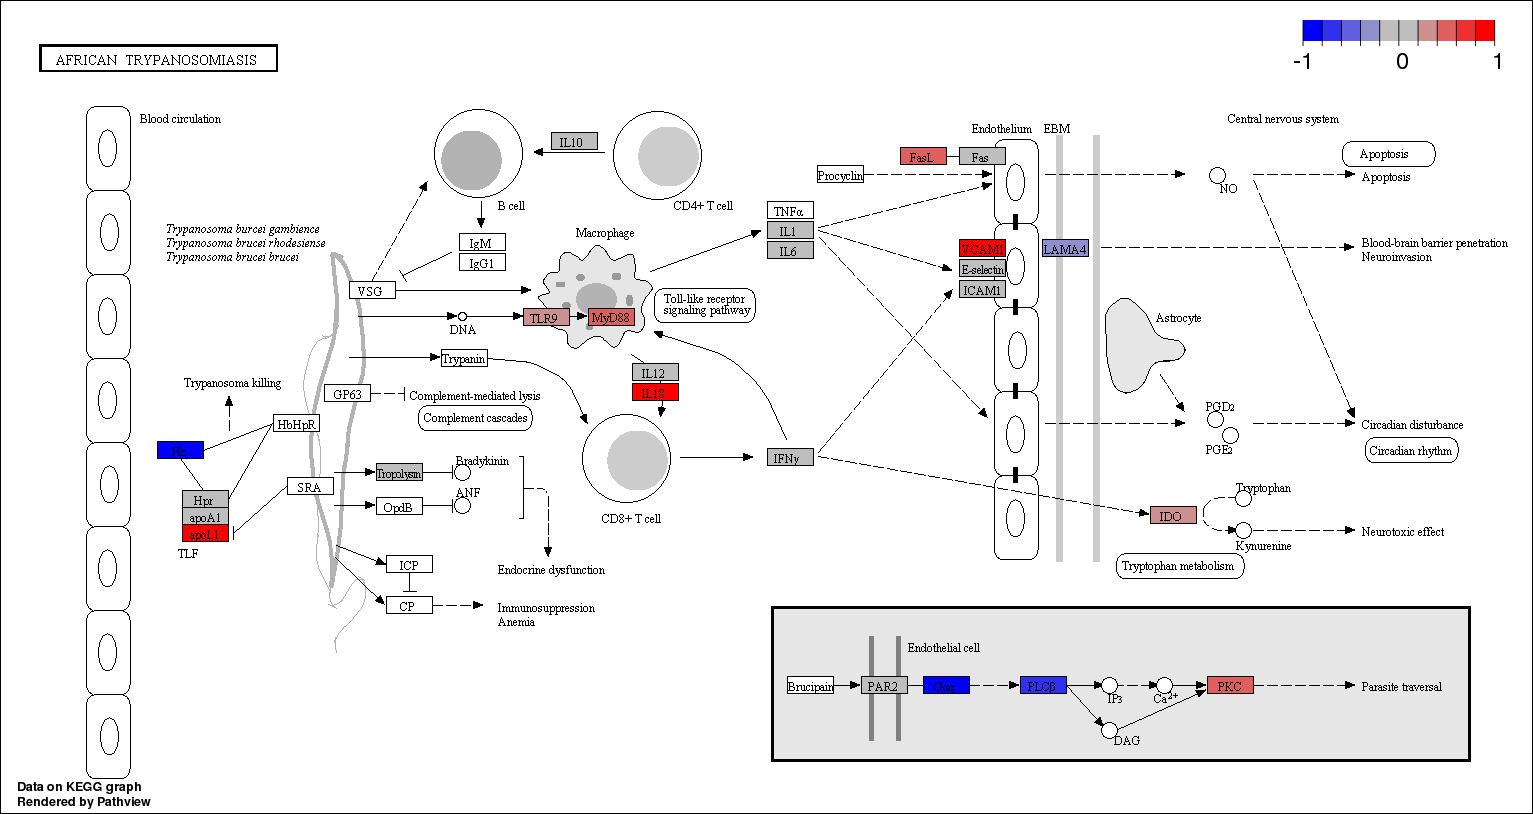 AFRICAN TRYPANOSOMIASIS
-1 0 1
Blood circulation
Endothelium
EBM
Central nervous system
IL10
FasL
Fas
Apoptosis
Procyclin
NO
Apoptosis
B cell
CD4+ T cell
TNFα
IL1
IL6
Trypanosoma burcei gambience
Trypanosoma brucei rhodesiense
Trypanosoma brucei brucei
Macrophage
IgM
IgG1
VCAM1
LAMA4
E-selectin
ICAM1
Blood-brain barrier penetration
Neuroinvasion
VSG
Toll-like receptor
signaling pathway
DNA
TLR9
MyD88
Astrocyte
Trypanin
IL12
IL18
Trypanosoma killing
GP63
Complement-mediated lysis
Complement cascades
HbHpR
PGD2
PGE2
Circadian disturbance
Circadian rhythm
IFNγ
Tropolysin
Bradykinin
SRA
Hpr
apoA1
apoL1
TLF
OpdB
ANF
CD8+ T cell
Tryptophan
IDO
Kynurenine
Neurotoxic effect
Tryptophan metabolism
ICP
CP
Endocrine dysfunction
Immunosuppression
Anemia
Endothelial cell
Brucipain
PAR2
PLCβ
IP3
Ca2+
PKC
DAG
Parasite traversal
Data on KEGG graph
Rendered by Pathview